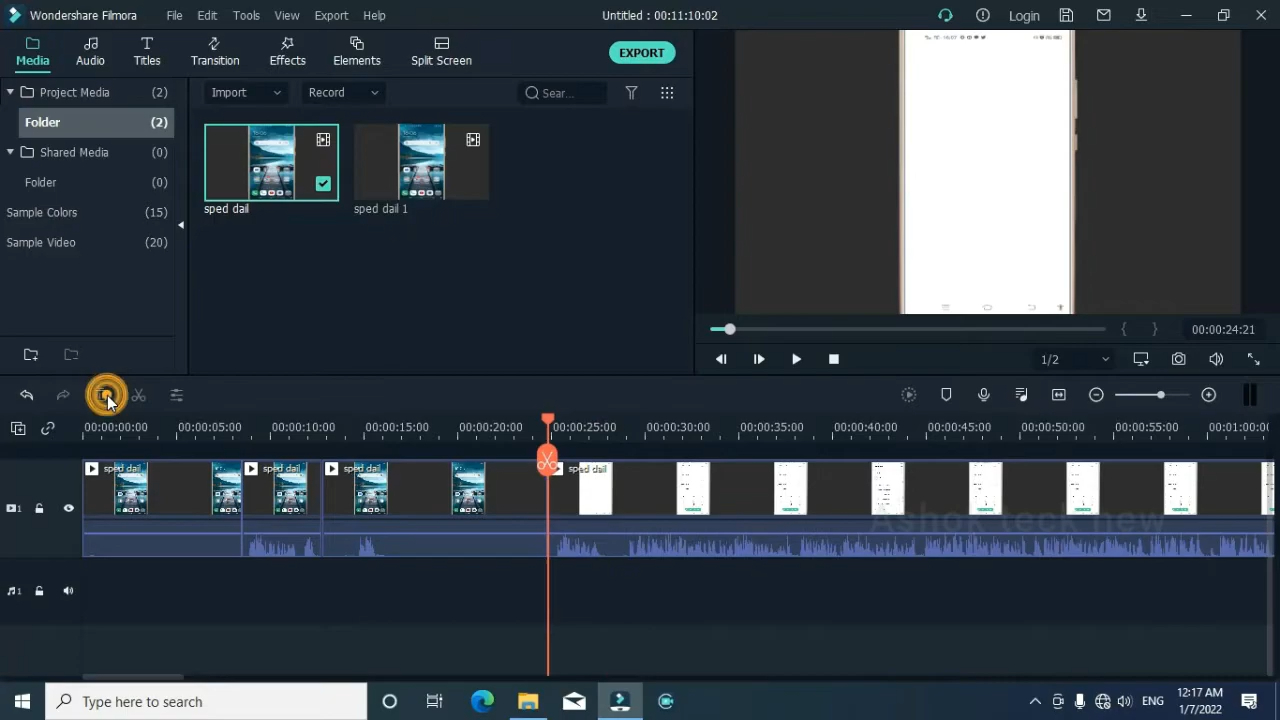 Wondershare Filmora File Edit Tools View Export Help Untitled : 00:11:10:02 Login
Media Audio Titles Transition Effects Elements Split Screen EXPORT
Project Media (2) Import Record Sear...
Folder (2)
Shared Media (0)
Folder (0)
sped dail sped dail 1
Sample Colors (15)
Sample Video (20)
00:00:24:21
1/2
00:00:00:00 00:00:05:00 00:00:10:00 00:00:15:00 00:00:20:00 00:00:25:00 00:00:30:00 00:00:35:00 00:00:40:00 00:00:45:00 00:00:50:00 00:00:55:00 00:01:00:0
sped dail sped dail sped dail sped dail
1
1
Type here to search ENG 12:17 AM
1/7/2022